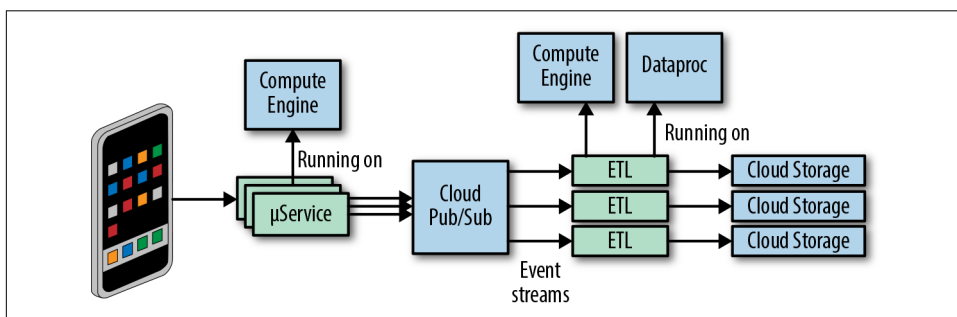 Compute
Engine
Compute
Engine
Dataproc
Running on
Running on
µService
Cloud
Pub/Sub
ETL
Cloud Storage
ETL
Cloud Storage
ETL
Cloud Storage
Event
streams